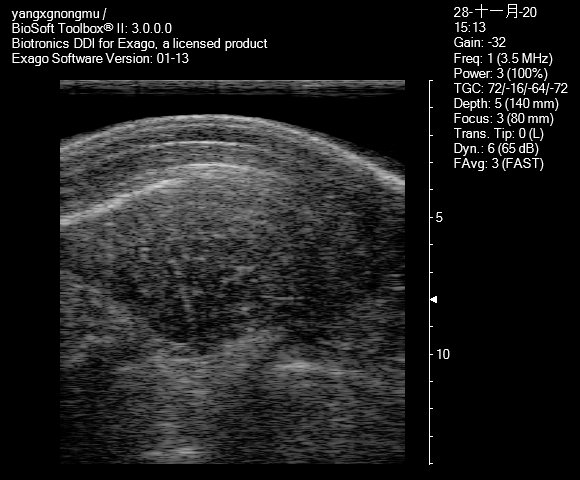 yangxgnongmu /
BioSoft Toolbox® II: 3.0.0.0
Biotronics DDI for Exago, a licensed product
Exago Software Version: 01-13
28-十一月-20
15:13
Gain: -32
Freq: 1 (3.5 MHz)
Power: 3 (100%)
TGC: 72/-16/-64/-72
Depth: 5 (140 mm)
Focus: 3 (80 mm)
Trans. Tip: 0 (L)
Dyn.: 6 (65 dB)
FAvg: 3 (FAST)
5
10